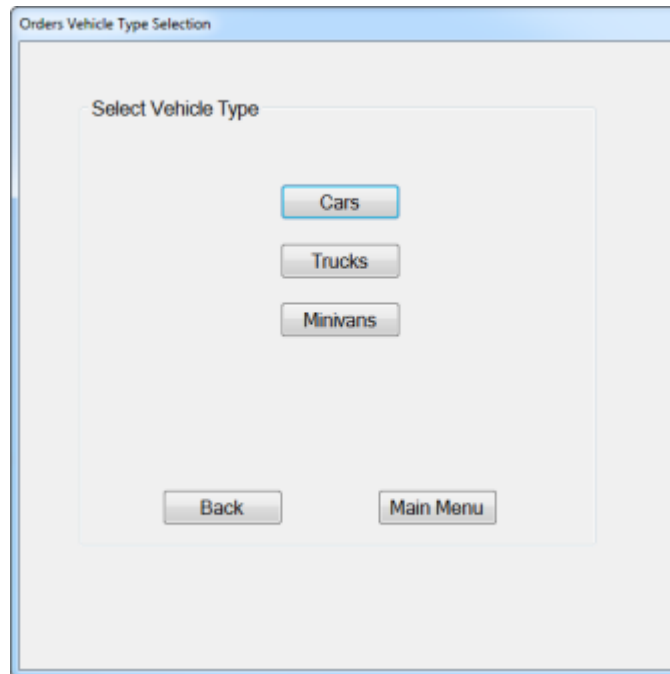 Orders Vehicle Type Selection
Select Vehicle Type
Cars
Trucks
Minivans
Back Main Menu